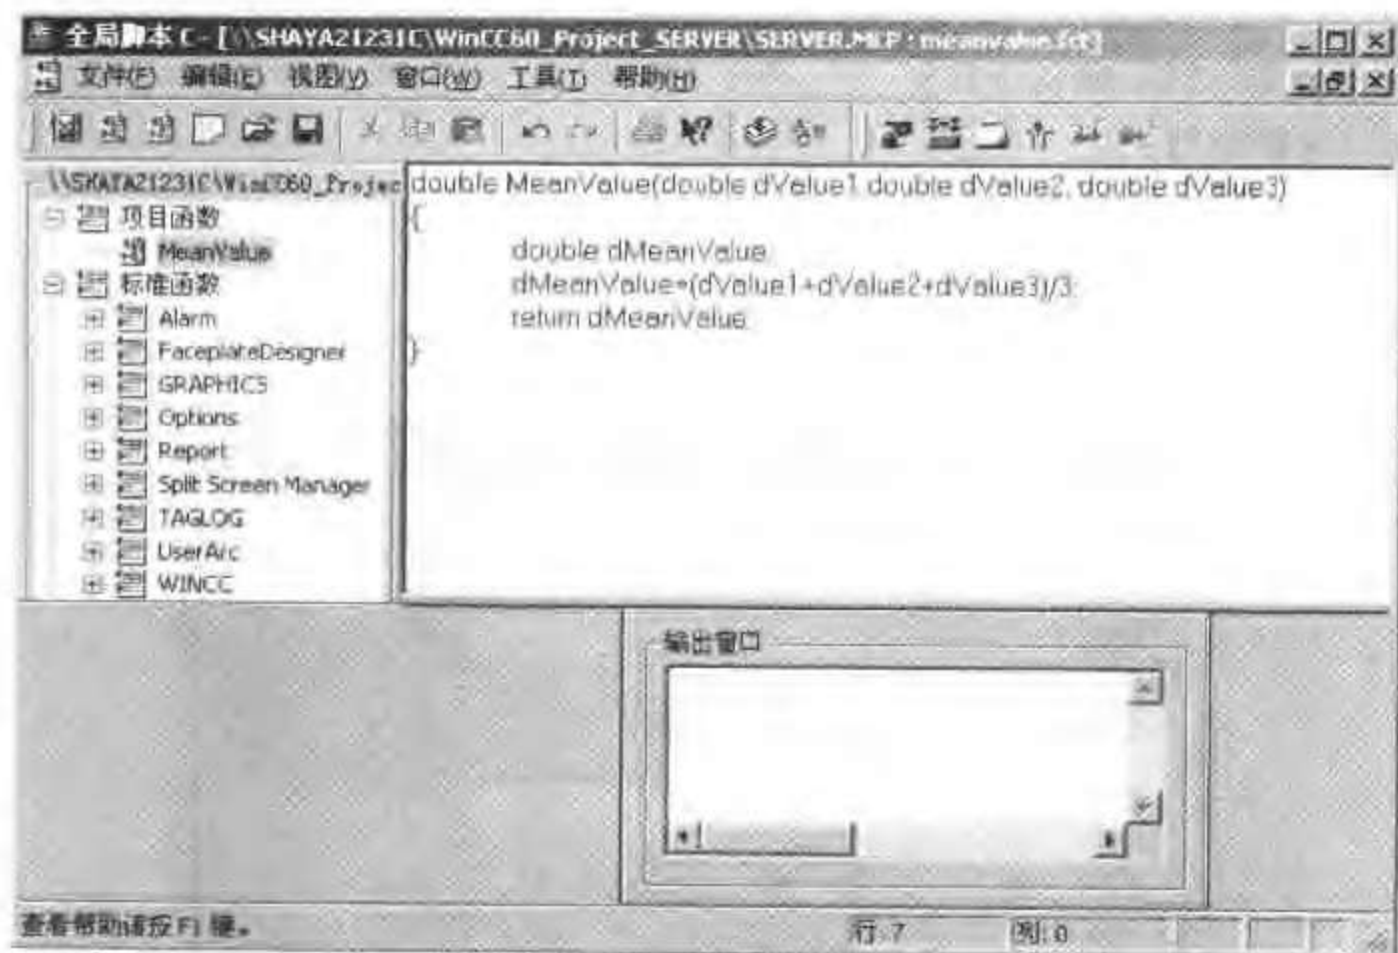 全局脚本 C - [\\SHAYA21231C\WinCC60_Project_SERVER\SERVER.MCP : meanvalue.fct]
文件(F) 编辑(E) 视图(V) 窗口(W) 工具(T) 帮助(H)
\\SHAYA21231C\WinCC60_Projec
项目函数
MeanValue
标准函数
Alarm
FaceplateDesigner
GRAPHICS
Options
Report
Split Screen Manager
TAGLOG
UserArc
WINCC
double MeanValue(double dValue1,double dValue2, double dValue3)
{
double dMeanValue;
dMeanValue=(dValue1+dValue2+dValue3)/3;
return dMeanValue;
}
输出窗口
查看帮助请按 F1 键。
行: 7
列: 0